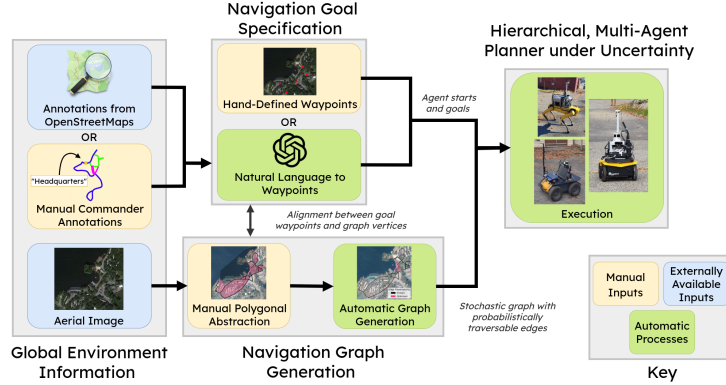 Navigation Goal
Specification
Hierarchical, Multi-Agent
Planner under Uncertainty
Annotations from
OpenStreetMaps
OR
"Headquarters"
Manual Commander
Annotations
Aerial Image
Global Environment
Information
Hand-Defined Waypoints
OR
Natural Language to
Waypoints
Alignment between goal
waypoints and graph vertices
Manual Polygonal
Abstraction
Automatic Graph
Generation
Navigation Graph
Generation
Agent starts
and goals
Stochastic graph with
probabilistically
traversable edges
Execution
Manual
Inputs
Externally
Available
Inputs
Automatic
Processes
Key